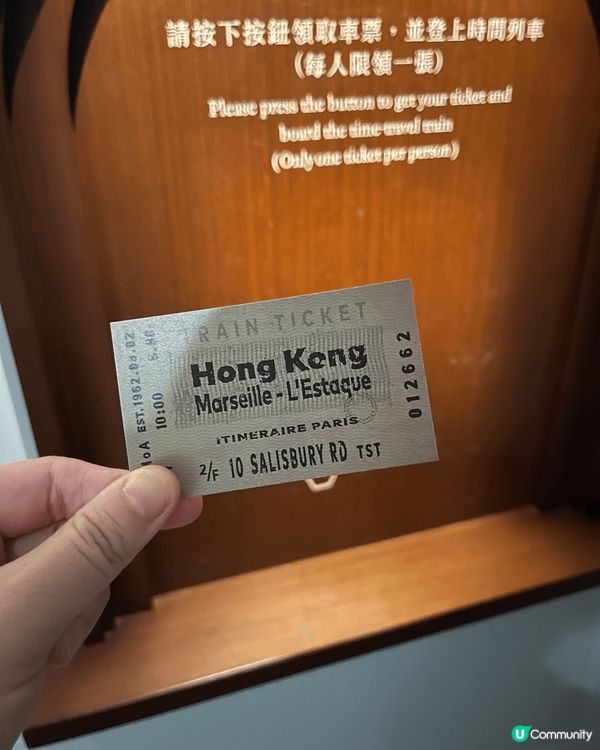 請按下按鈕領取車票，並登上時間列車
(每人限領一張)
Please press the button to get your ticket and
board the time-travel train
(Only one ticket per person)
TRAIN TICKET
Hong Kong
Marseille - L'Estaque
ITINERAIRE PARIS
2/F 10 SALISBURY RD TST
EST.1962.03.02
10:00
012662
U Community